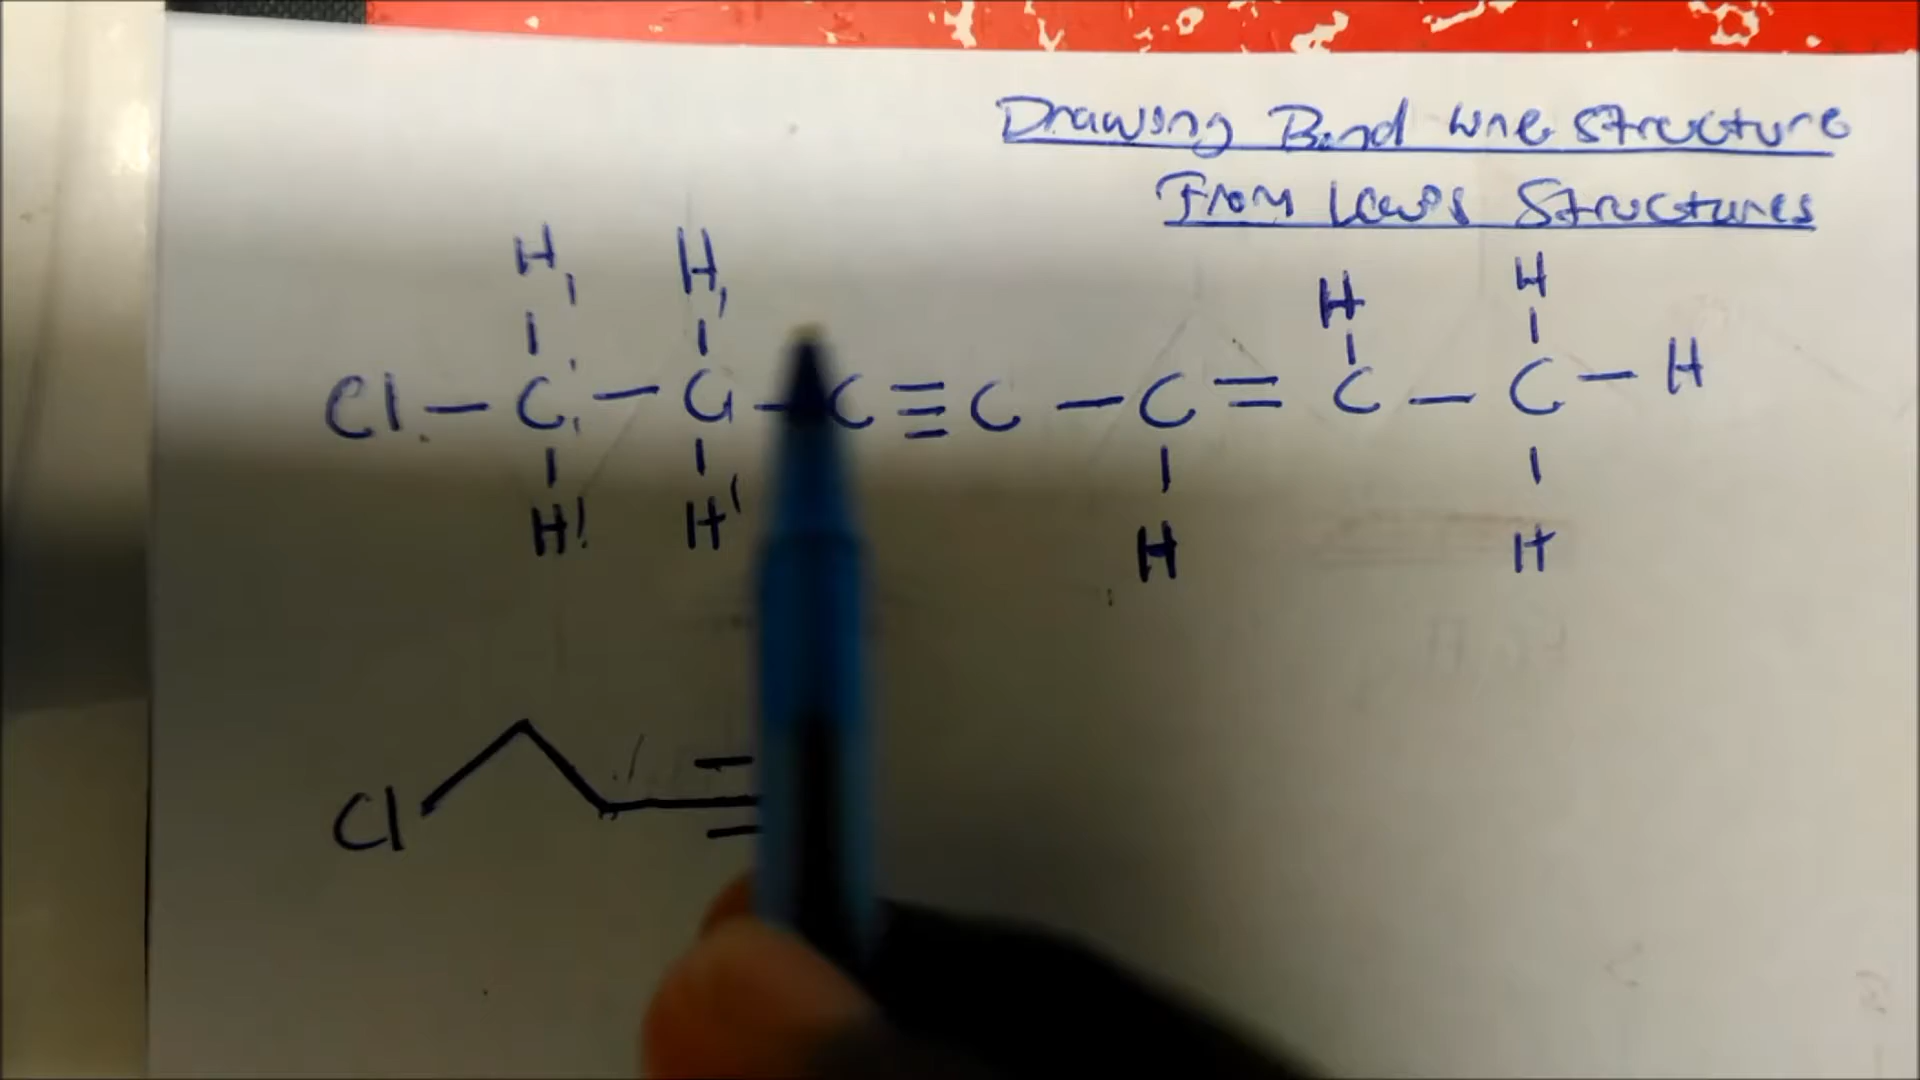 Drawing Bond line structure
From Lewis Structures
H H H H
Cl - C - C - C ≡ C - C = C - C - H
H H H H
Cl